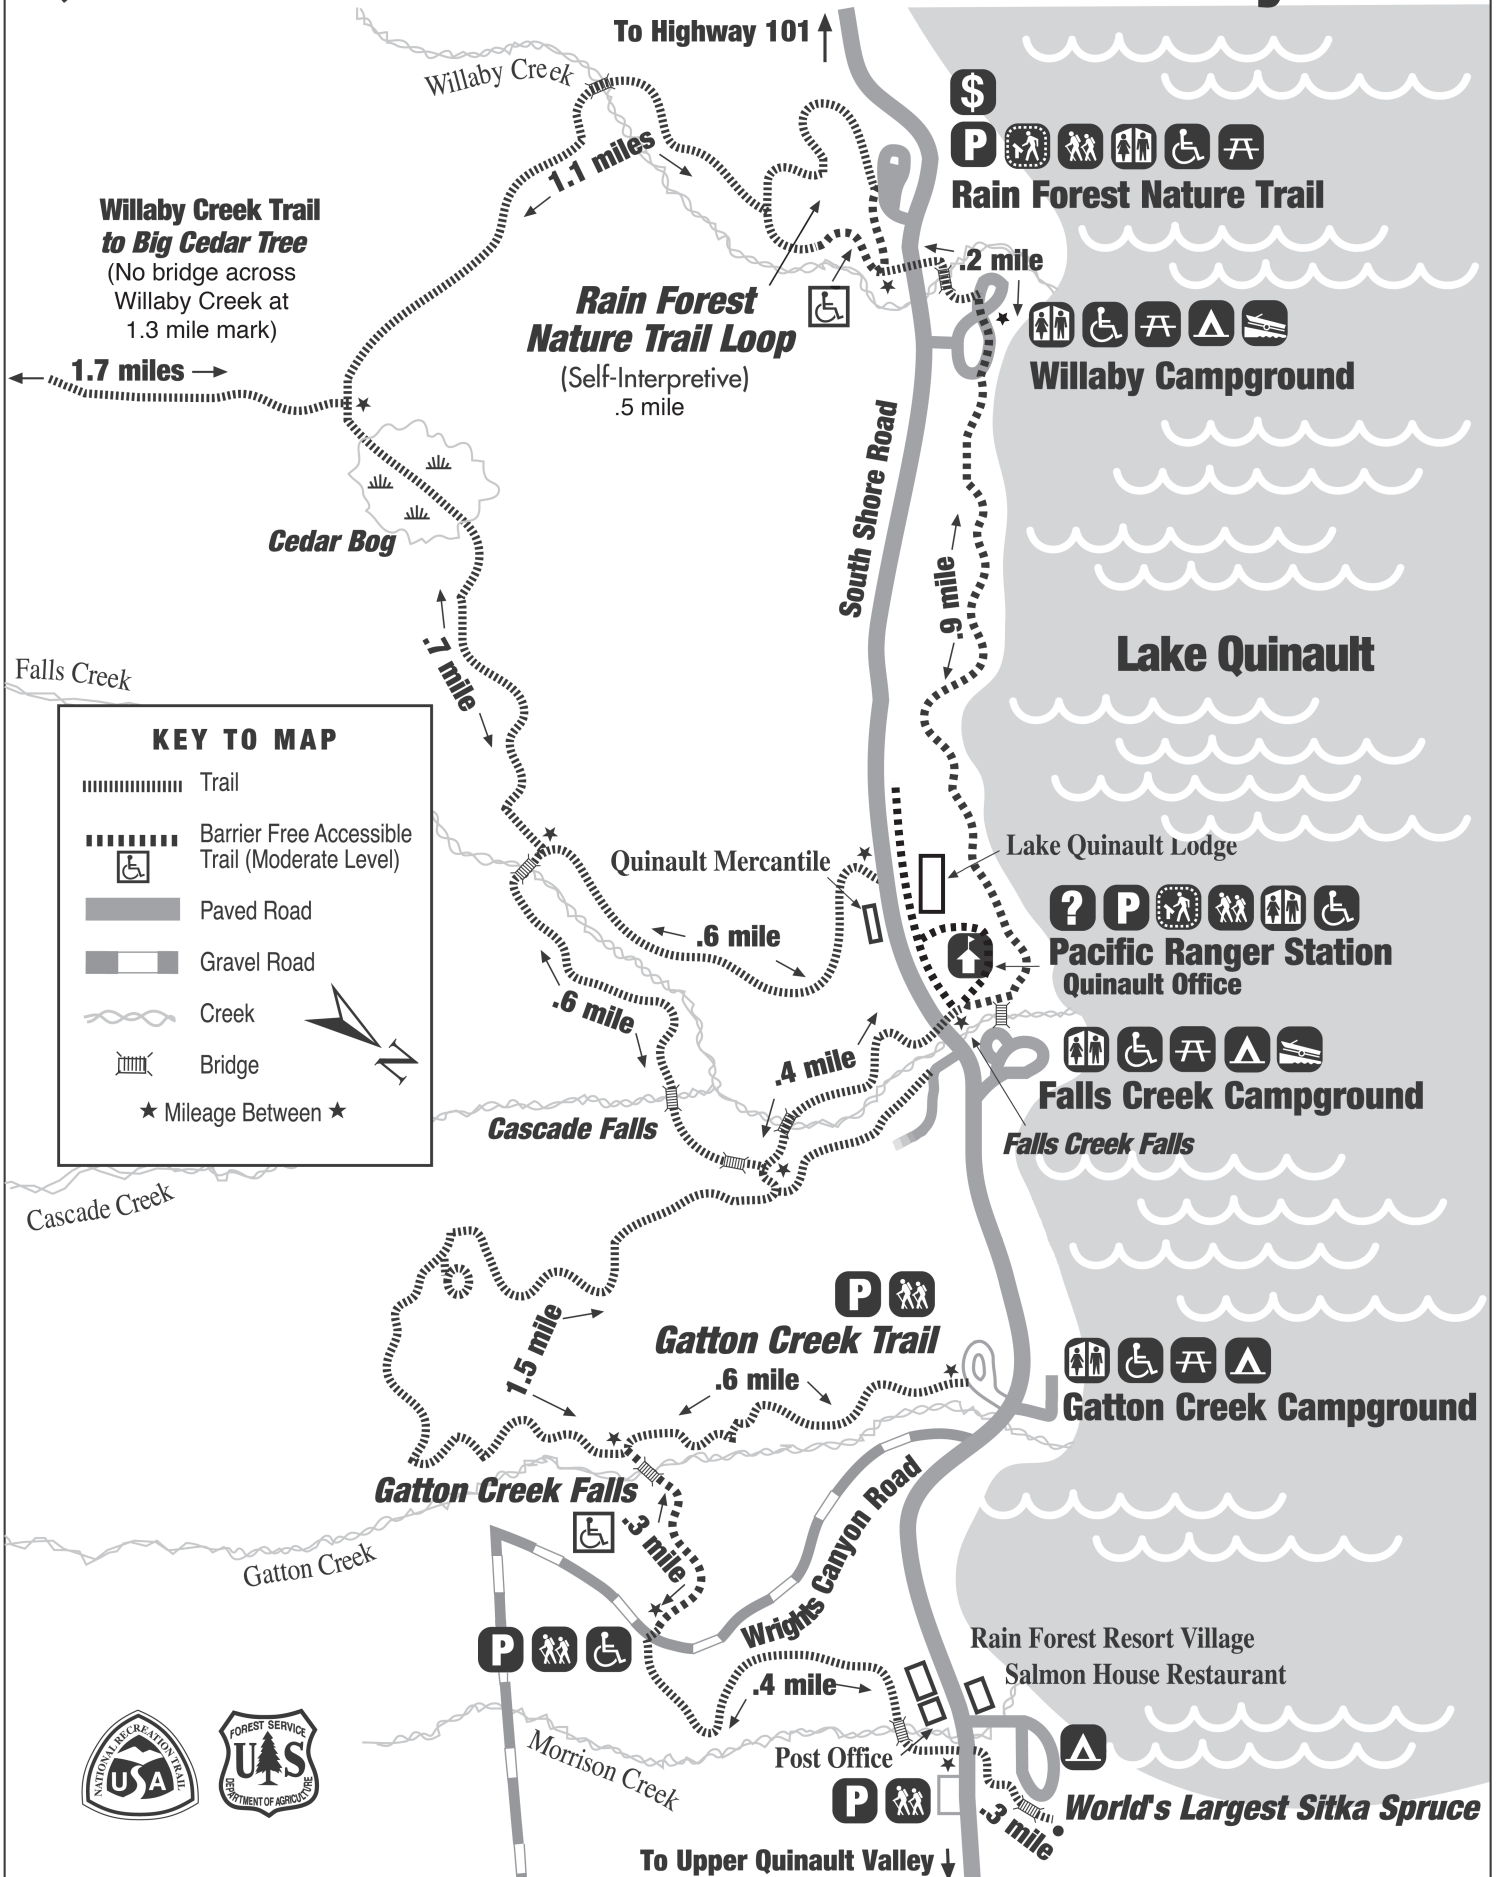 To Highway 101
Willaby Creek
$
P
Rain Forest Nature Trail
1.1 miles
Willaby Creek Trail
to Big Cedar Tree
(No bridge across
Willaby Creek at
1.3 mile mark)
1.7 miles
.2 mile
Rain Forest
Nature Trail Loop
(Self-Interpretive)
.5 mile
Willaby Campground
South Shore Road
Cedar Bog
.9 mile
Lake Quinault
.7 mile
Falls Creek
KEY TO MAP
Trail
Barrier Free Accessible
Trail (Moderate Level)
Paved Road
Gravel Road
Creek
N
Bridge
★ Mileage Between ★
Quinault Mercantile
Lake Quinault Lodge
? P
.6 mile
Pacific Ranger Station
Quinault Office
.6 mile
.4 mile
Falls Creek Campground
Cascade Falls
Falls Creek Falls
Cascade Creek
P
Gatton Creek Trail
1.5 mile
.6 mile
Gatton Creek Campground
Gatton Creek Falls
.3 mile
Wrights Canyon Road
Gatton Creek
P
Rain Forest Resort Village
Salmon House Restaurant
.4 mile
Morrison Creek
Post Office
P
World's Largest Sitka Spruce
.3 mile
To Upper Quinault Valley
NATIONAL RECREATION TRAIL
USA
FOREST SERVICE
US
DEPARTMENT OF AGRICULTURE